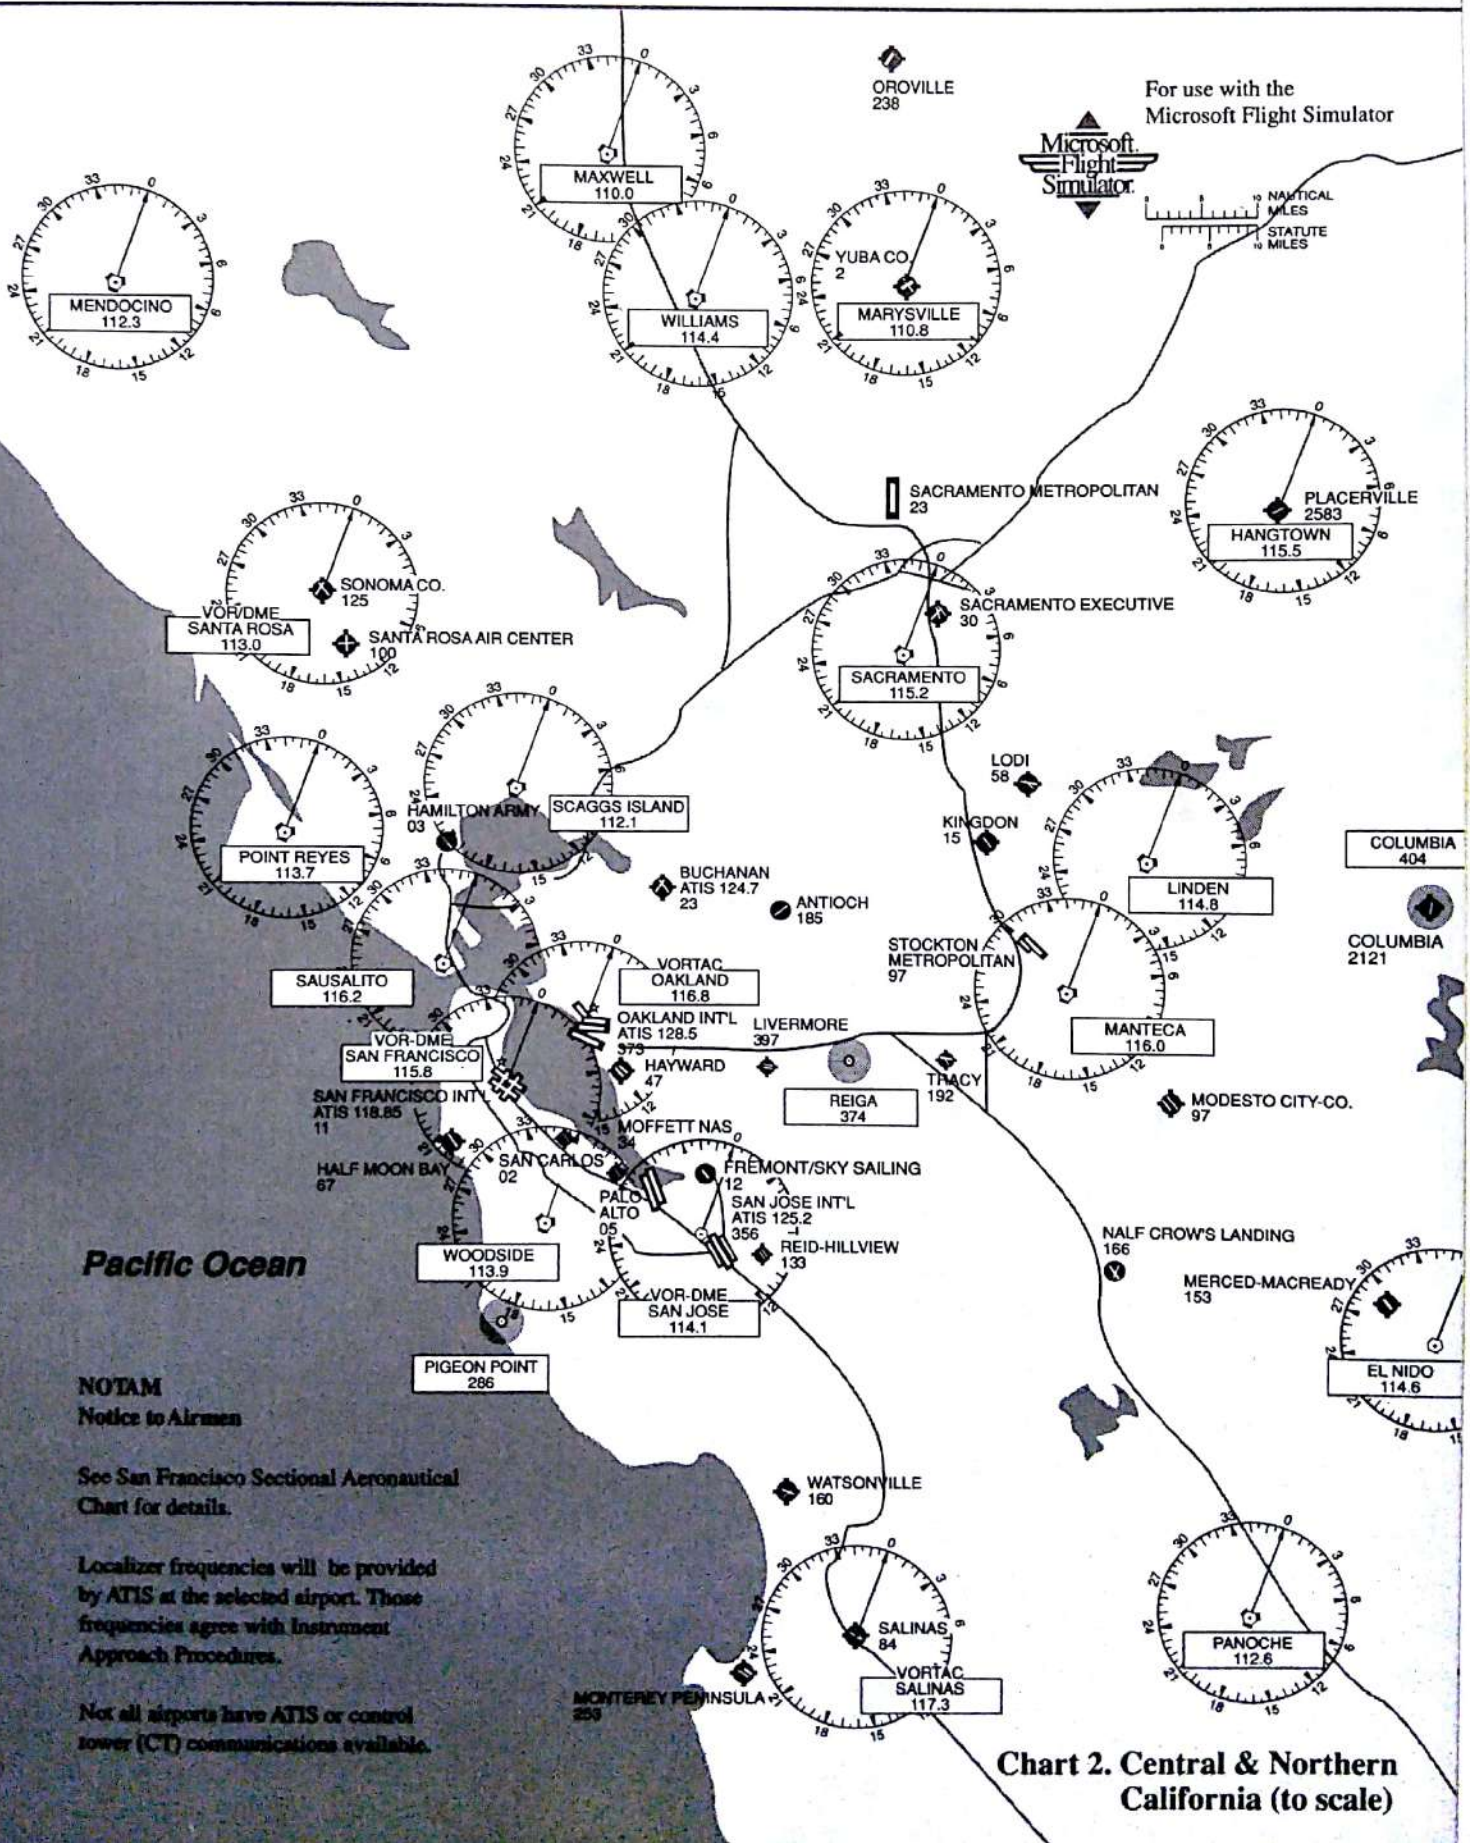 OROVILLE
238
For use with the
Microsoft Flight Simulator
Microsoft.
Flight
Simulator.
0 5 10 NAUTICAL
MILES
STATUTE
0 10 MILES
MAXWELL
110.0
MENDOCINO
112.3
WILLIAMS
114.4
YUBA CO.
2
MARYSVILLE
110.8
SACRAMENTO METROPOLITAN
23
PLACERVILLE
2583
HANGTOWN
115.5
SONOMA CO.
125
VOR/DME
SANTA ROSA
113.0
SANTA ROSA AIR CENTER
100
SACRAMENTO EXECUTIVE
30
SACRAMENTO
115.2
LODI
58
HAMILTON ARMY
03
SCAGGS ISLAND
112.1
KINGDON
15
POINT REYES
113.7
COLUMBIA
404
BUCHANAN
ATIS 124.7
23
ANTIOCH
185
LINDEN
114.8
COLUMBIA
2121
STOCKTON
METROPOLITAN
97
SAUSALITO
116.2
VORTAC
OAKLAND
116.8
OAKLAND INT'L
ATIS 128.5
373
LIVERMORE
397
MANTECA
116.0
VOR-DME
SAN FRANCISCO
115.8
HAYWARD
47
TRACY
192
REIGA
374
SAN FRANCISCO INT'L
ATIS 118.85
11
MODESTO CITY-CO.
97
MOFFETT NAS
34
HALF MOON BAY
67
SAN CARLOS
02
FREMONT/SKY SAILING
12
PALO
ALTO
05
SAN JOSE INT'L
ATIS 125.2
356
REID-HILLVIEW
133
NALF CROW'S LANDING
166
WOODSIDE
113.9
Pacific Ocean
MERCED-MACREADY
153
VOR-DME
SAN JOSE
114.1
PIGEON POINT
286
EL NIDO
114.6
NOTAM
Notice to Airmen
See San Francisco Sectional Aeronautical
Chart for details.
WATSONVILLE
160
Localizer frequencies will be provided
by ATIS at the selected airport. Those
frequencies agree with Instrument
Approach Procedures.
SALINAS
84
PANOCHE
112.6
VORTAC
SALINAS
117.3
MONTEREY PENINSULA
253
Not all airports have ATIS or control
tower (CT) communications available.
Chart 2. Central & Northern
California (to scale)